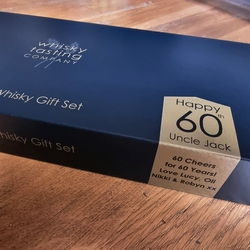 whisky
tasting
COMPANY
Whisky Gift Set
Whisky Gift Set
Happy
60th
Uncle Jack
60 Cheers
for 60 Years!
Love Lucy, Oli
Nikki & Robyn xx